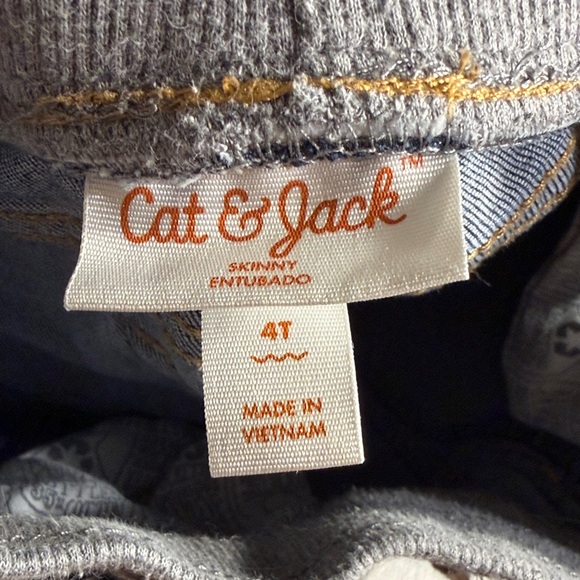 Cat & Jack™
SKINNY
ENTUBADO
4T
MADE IN
VIETNAM